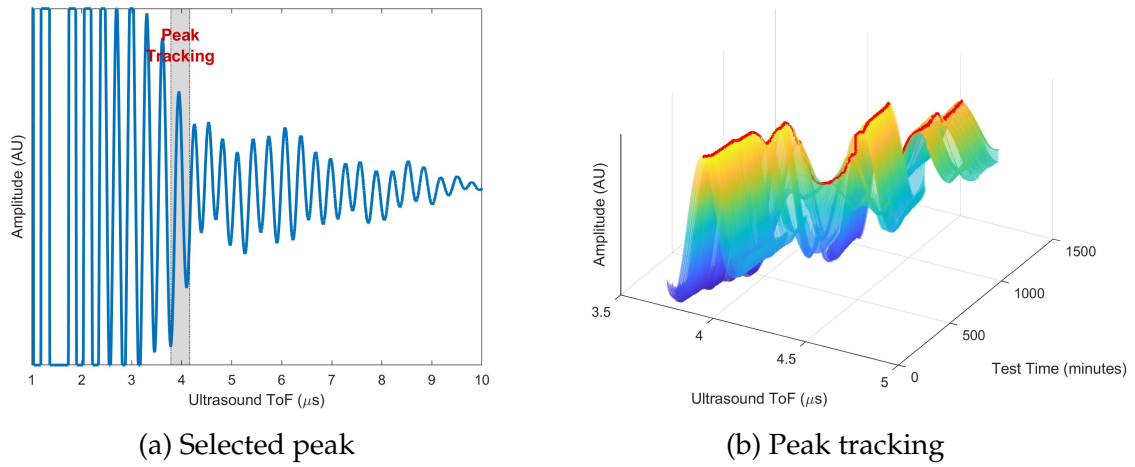 Peak
Tracking
Amplitude (AU)
1 2 3 4 5 6 7 8 9 10
Ultrasound ToF (μs)
(a) Selected peak
Amplitude (AU)
3.5
4
4.5
5
Ultrasound ToF (μs)
0
500
1000
1500
Test Time (minutes)
(b) Peak tracking